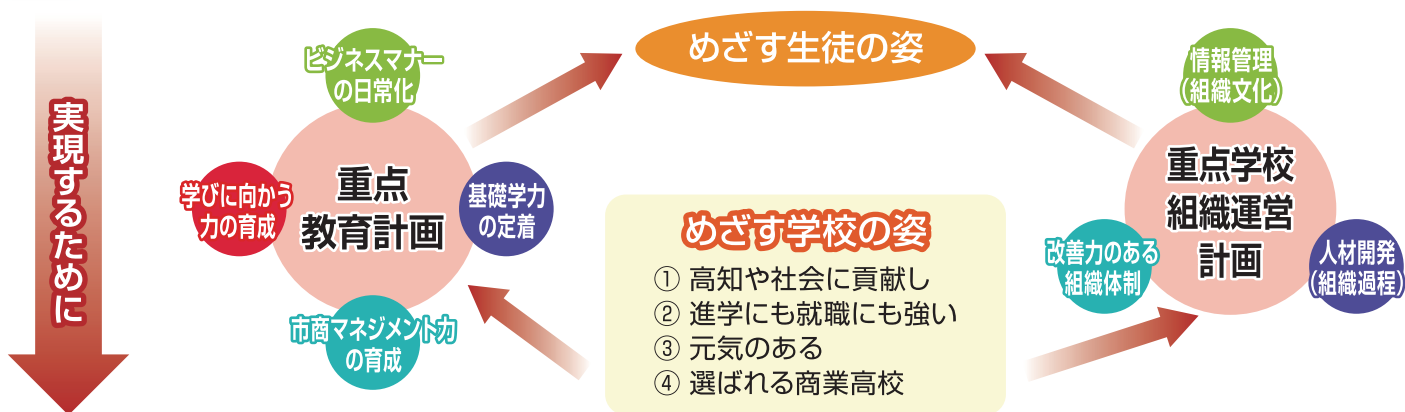 実現するために
ビジネスマナー
の日常化
学びに向かう
力の育成
重点
教育計画
基礎学力
の定着
市商マネジメント力
の育成
めざす生徒の姿
めざす学校の姿
① 高知や社会に貢献し
② 進学にも就職にも強い
③ 元気のある
④ 選ばれる商業高校
情報管理
(組織文化)
重点学校
組織運営
計画
改善力のある
組織体制
人材開発
(組織過程)